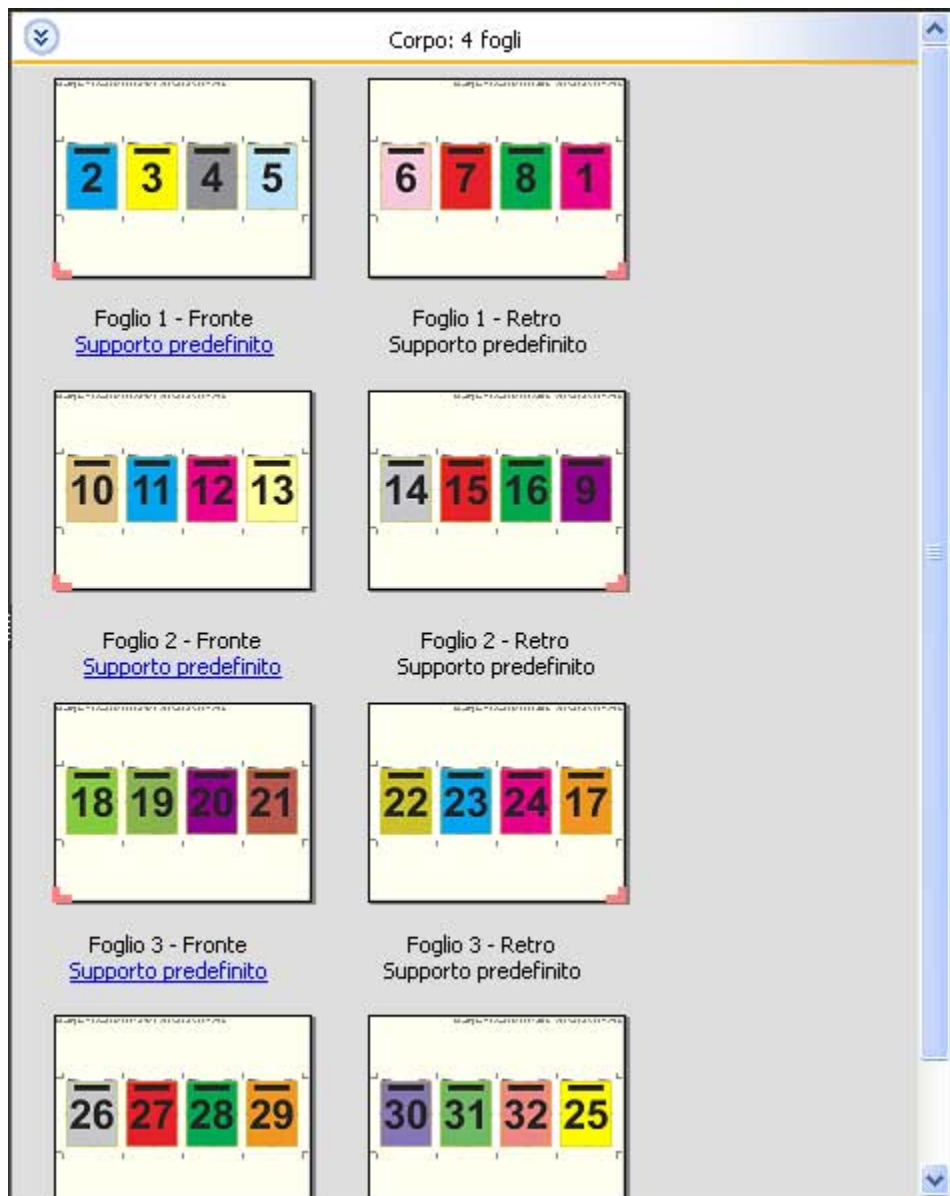 Corpo: 4 fogli
2 3 4 5 6 7 8 1
Foglio 1 - Fronte Foglio 1 - Retro
Supporto predefinito Supporto predefinito
10 11 12 13 14 15 16 9
Foglio 2 - Fronte Foglio 2 - Retro
Supporto predefinito Supporto predefinito
18 19 20 21 22 23 24 17
Foglio 3 - Fronte Foglio 3 - Retro
Supporto predefinito Supporto predefinito
26 27 28 29 30 31 32 25